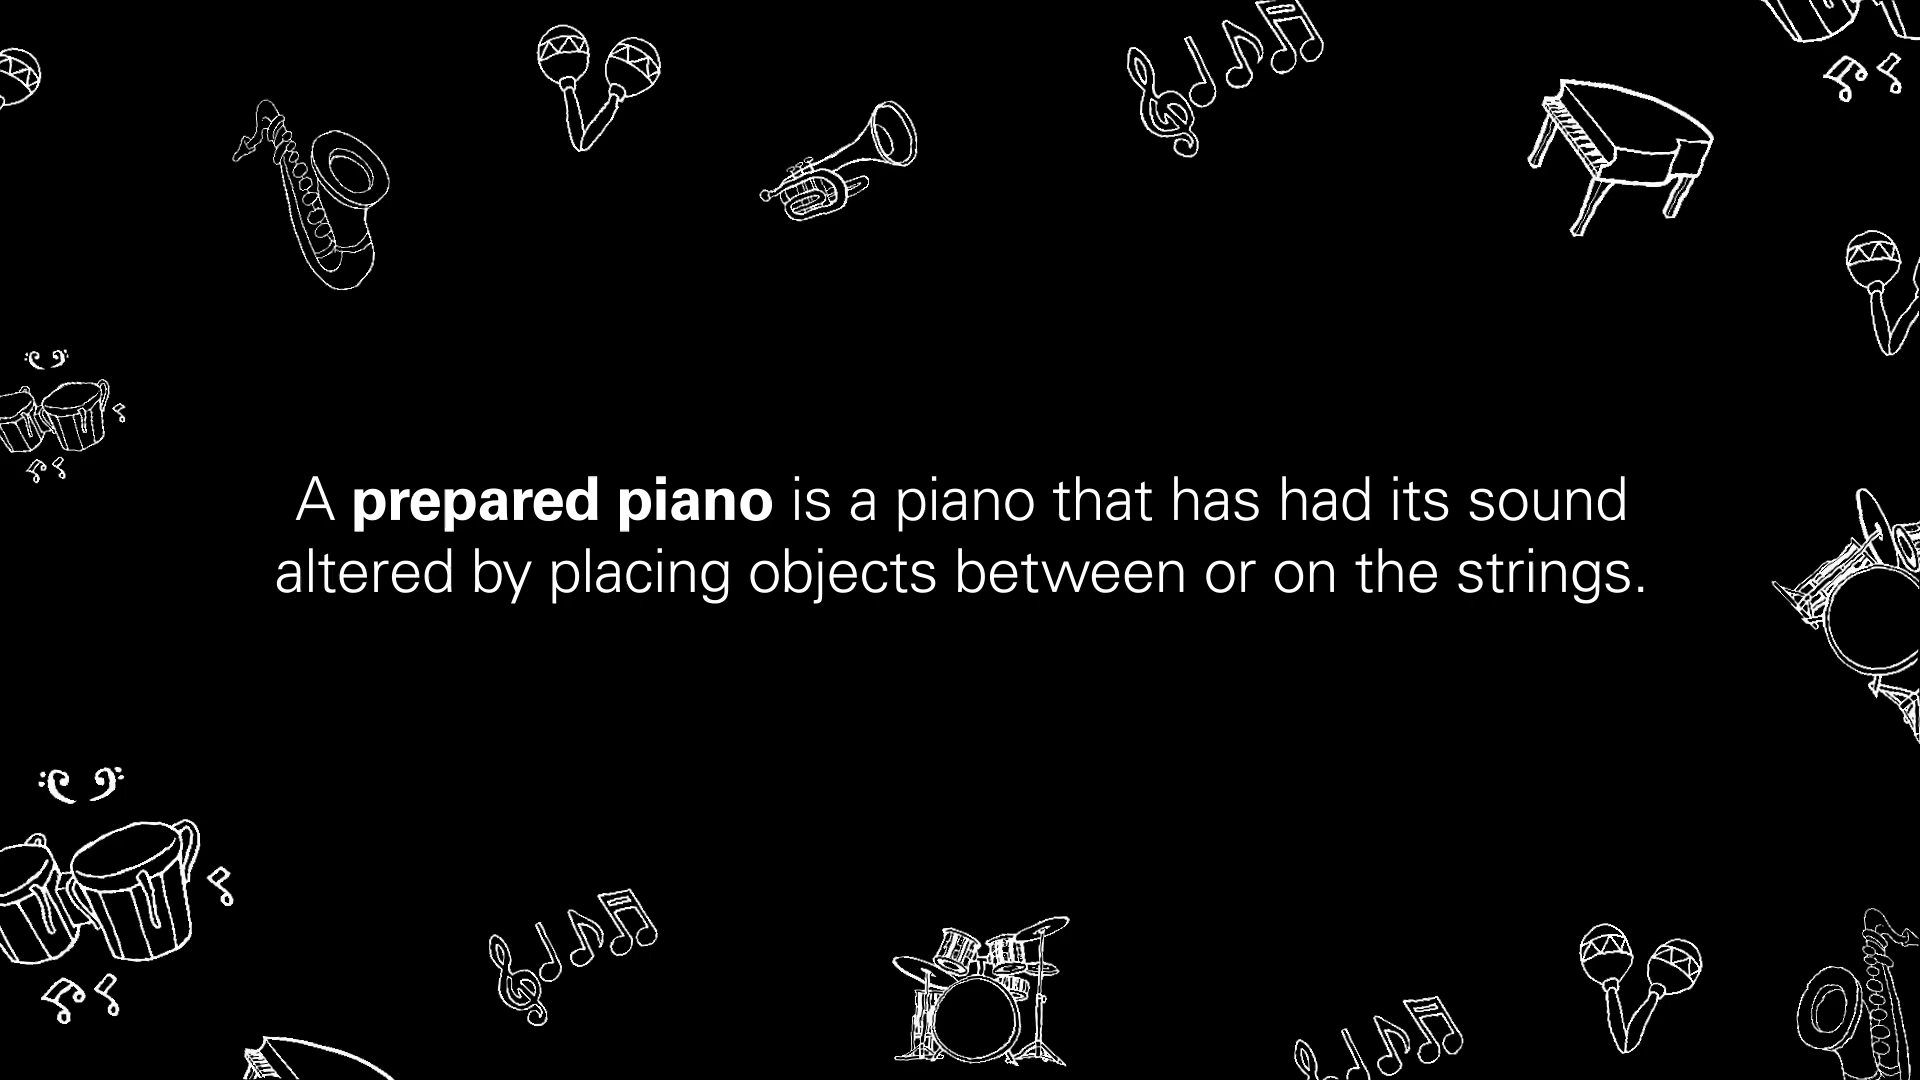 A prepared piano is a piano that has had its sound
altered by placing objects between or on the strings.